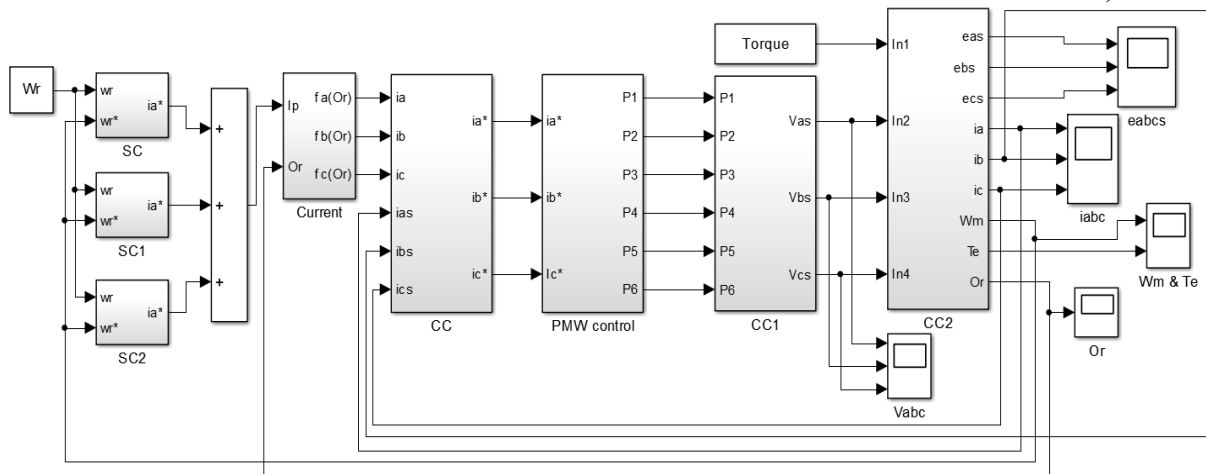 Wr
wr
wr*
ia*
SC
wr
wr*
ia*
SC1
wr
wr*
ia*
SC2
+
+
+
Ip
Or
fa(Or)
fb(Or)
fc(Or)
Current
ia
ib
ic
ias
ibs
ics
ia*
ib*
ic*
CC
ia*
ib*
Ic*
P1
P2
P3
P4
P5
P6
PMW control
P1
P2
P3
P4
P5
P6
Vas
Vbs
Vcs
CC1
Torque
In1
In2
In3
In4
eas
ebs
ecs
ia
ib
ic
Wm
Te
Or
CC2
eabcs
iabc
Wm & Te
Or
Vabc